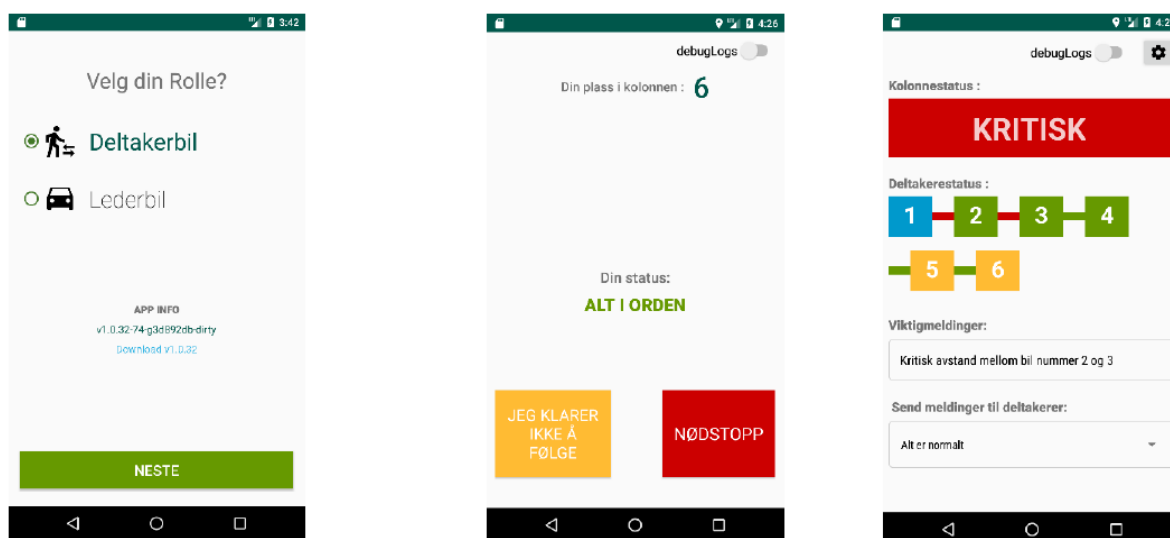 3:42
Velg din Rolle?
Deltakerbil
Lederbil
APP INFO
v1.0.32-74-g3d892db-dirty
Download v1.0.32
NESTE
4:26
debugLogs
Din plass i kolonnen : 6
Din status:
ALT I ORDEN
JEG KLARER
IKKE Å
FØLGE
NØDSTOPP
debugLogs
Kolonnestatus :
KRITISK
Deltakerestatus :
1 2 3 4
5 6
Viktigmeldinger:
Kritisk avstand mellom bil nummer 2 og 3
Send meldinger til deltakerer:
Alt er normalt